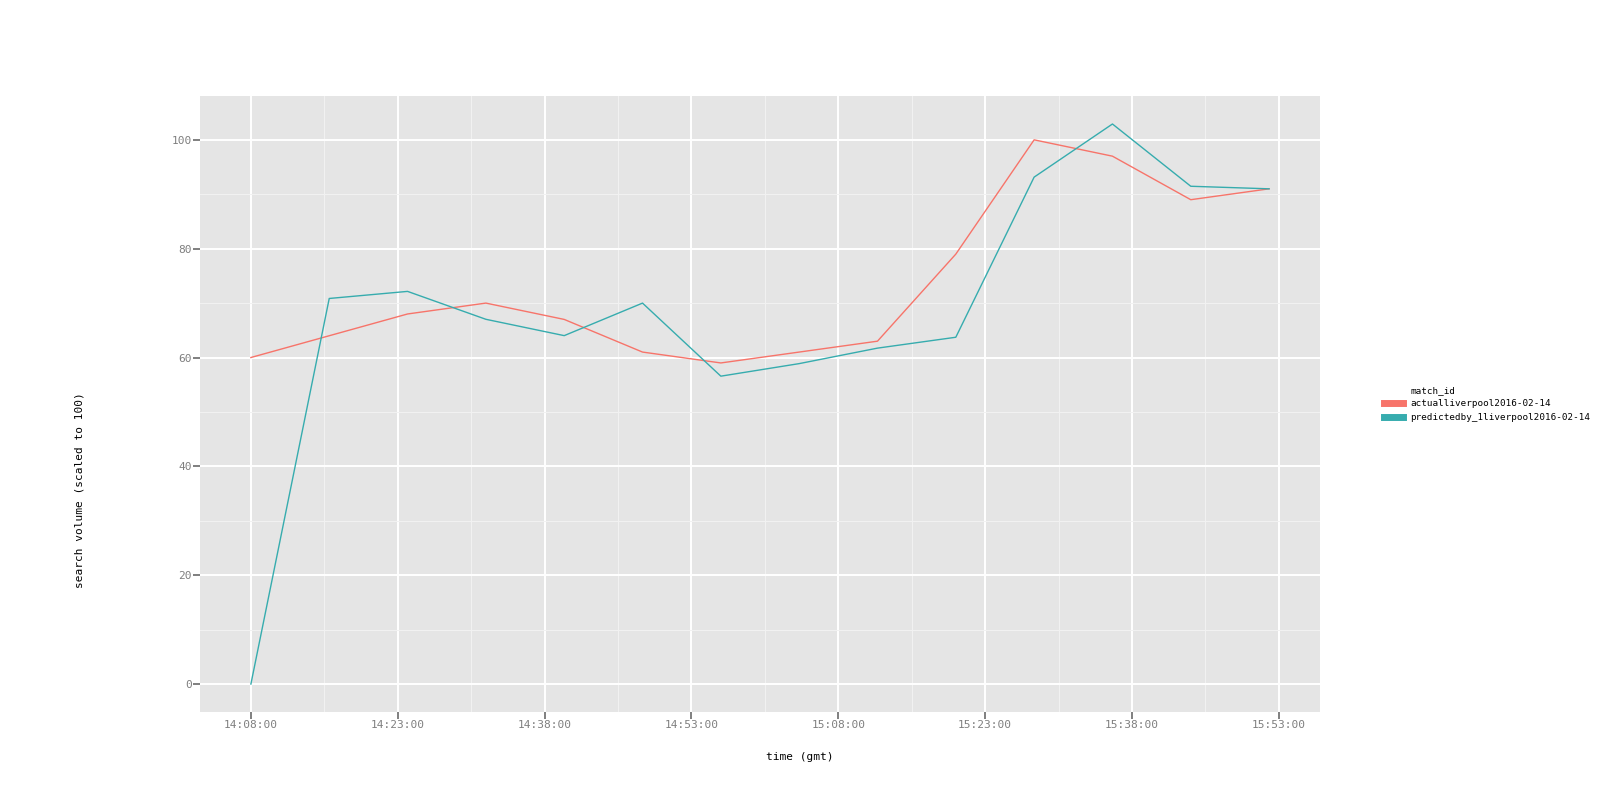 100
80
60
40
20
0
search volume (scaled to 100)
14:08:00 14:23:00 14:38:00 14:53:00 15:08:00 15:23:00 15:38:00 15:53:00
time (gmt)
match_id
actualliverpool2016-02-14
predictedby_1liverpool2016-02-14